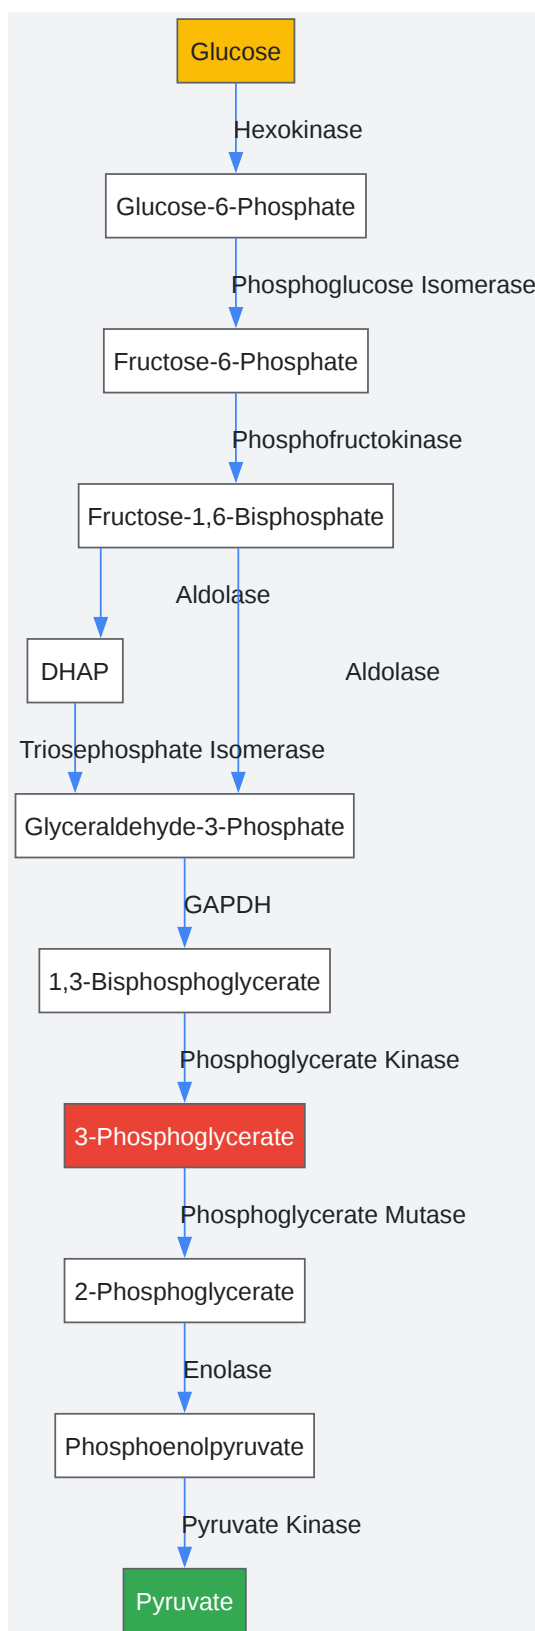 Glucose
Hexokinase
Glucose-6-Phosphate
Phosphoglucose Isomerase
Fructose-6-Phosphate
Phosphofructokinase
Fructose-1,6-Bisphosphate
Aldolase
DHAP
Aldolase
Triosephosphate Isomerase
Glyceraldehyde-3-Phosphate
GAPDH
1,3-Bisphosphoglycerate
Phosphoglycerate Kinase
3-Phosphoglycerate
Phosphoglycerate Mutase
2-Phosphoglycerate
Enolase
Phosphoenolpyruvate
Pyruvate Kinase
Pyruvate